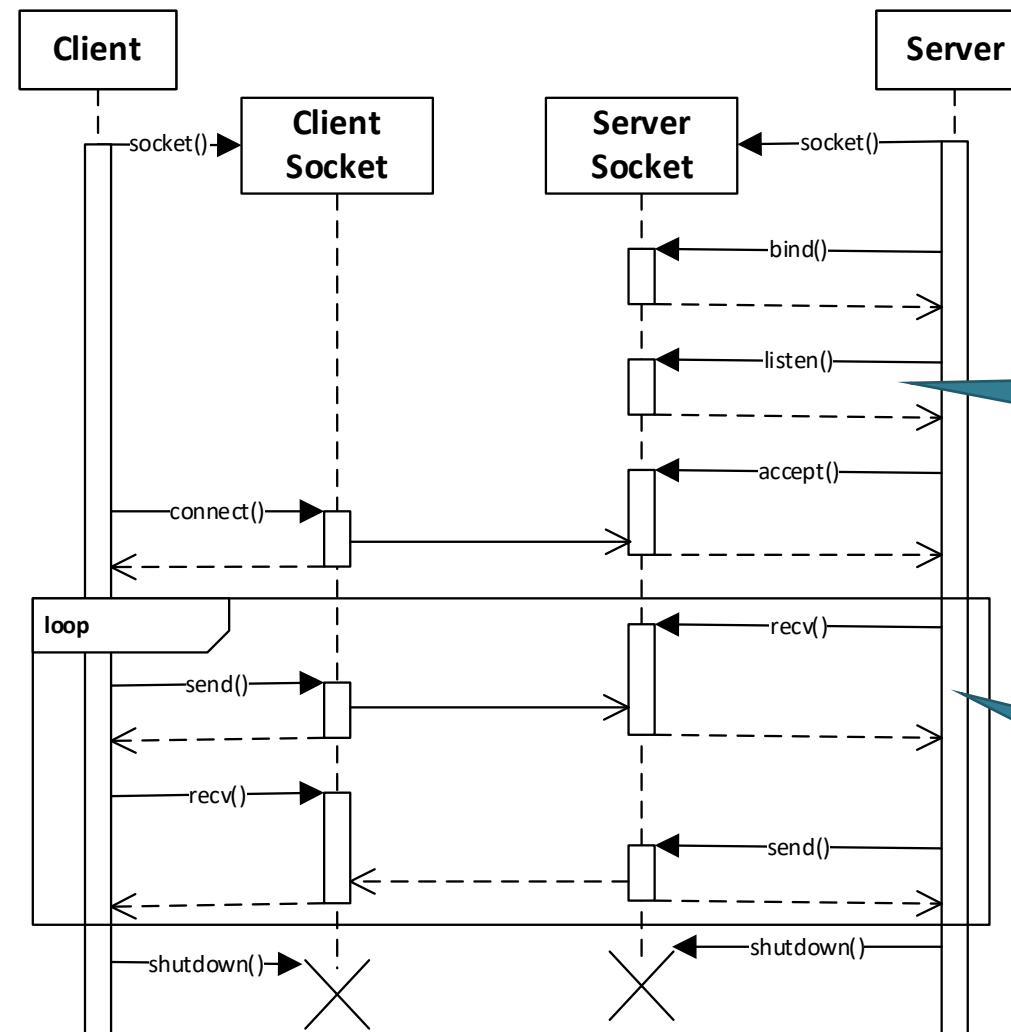 Client
Server
Client
Socket
Server
Socket
socket()
socket()
bind()
listen()
accept()
connect()
loop
recv()
send()
recv()
send()
shutdown()
shutdown()